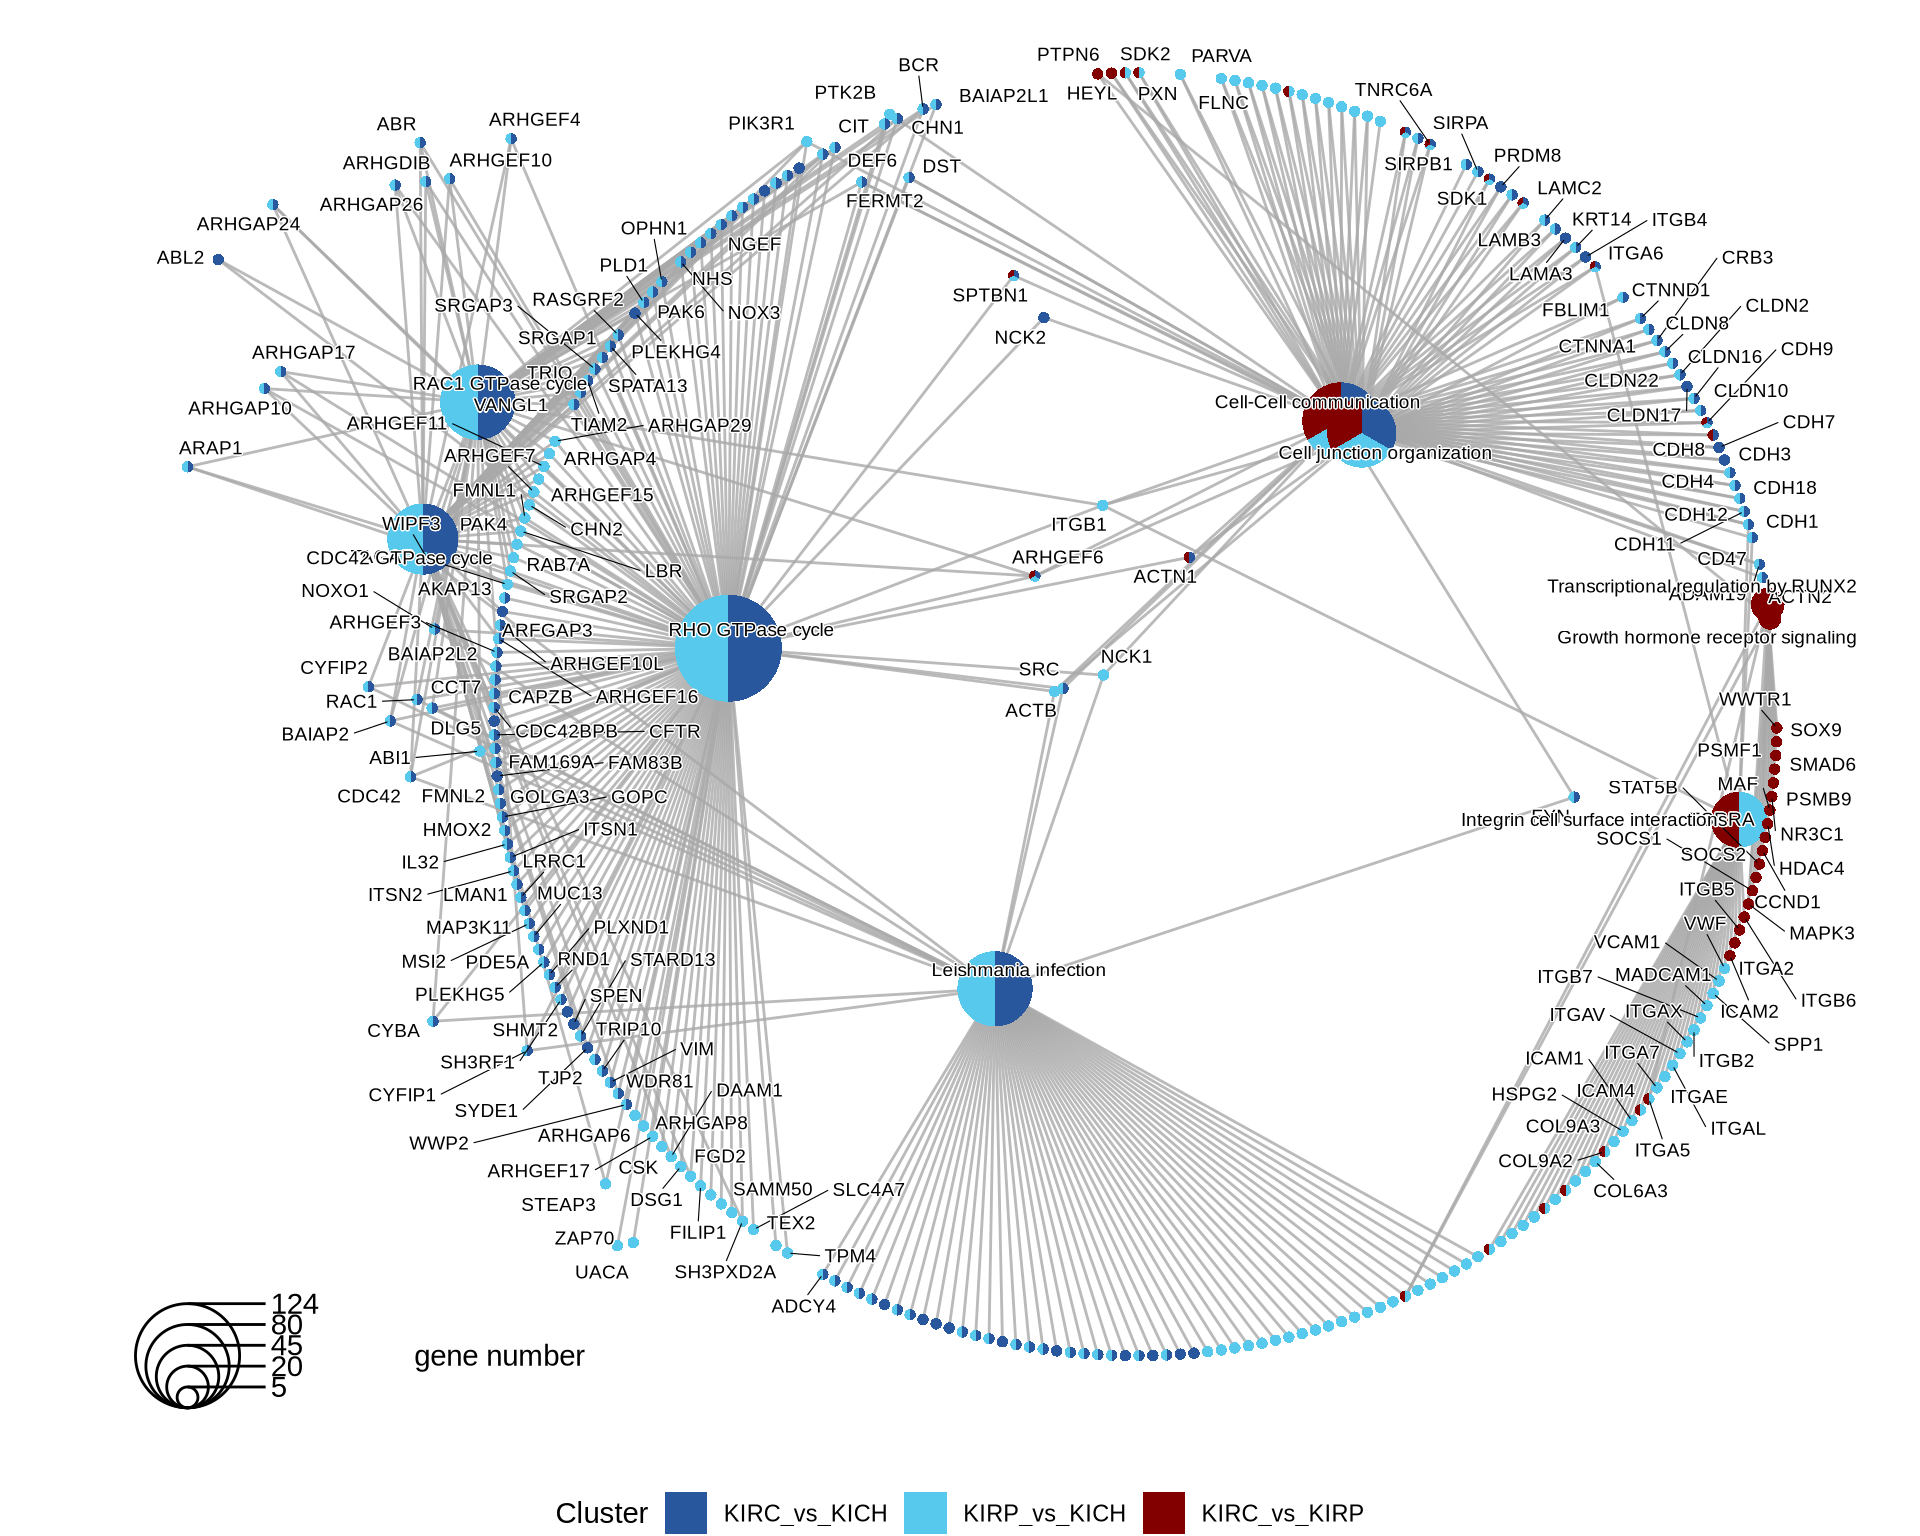 PTPN6
SDK2
PARVA
BCR
HEYL
PXN
FLNC
TNRC6A
PTK2B
BAIAP2L1
ABR
ARHGEF4
PIK3R1
CIT
CHN1
SIRPA
ARHGDIB
ARHGEF10
DEF6
DST
SIRPB1
PRDM8
ARHGAP26
FERMT2
SDK1
LAMC2
ARHGAP24
OPHN1
NGEF
LAMB3
KRT14
ITGB4
ABL2
PLD1
NHS
LAMA3
ITGA6
CRB3
SRGAP3
RASGRF2
PAK6
NOX3
SPTBN1
NCK2
FBLIM1
CTNND1
CLDN2
SRGAP1
PLEKHG4
CTNNA1
CLDN8
ARHGAP17
TRIO
SPATA13
CLDN16
CDH9
RAC1 GTPase cycle
CLDN22
CLDN10
VANGL1
Cell-Cell communication
ARHGAP10
ARHGEF11
TIAM2
ARHGAP29
CLDN17
CDH7
ARAP1
ARHGEF7
ARHGAP4
Cell junction organization
CDH8
CDH3
FMNL1
ARHGEF15
CDH4
CDH18
WIPF3
PAK4
CHN2
ITGB1
CDH12
CDH1
CDC42 GTPase cycle
RAB7A
LBR
ARHGEF6
ACTN1
CDH11
CD47
NOXO1
AKAP13
SRGAP2
Transcriptional regulation by RUNX2
ADAM19
ACTN2
ARHGEF3
ARFGAP3
RHO GTPase cycle
Growth hormone receptor signaling
BAIAP2L2
CYFIP2
ARHGEF10L
SRC
NCK1
RAC1
CCT7
CAPZB
ARHGEF16
ACTB
WWTR1
BAIAP2
DLG5
CDC42BPB
CFTR
SOX9
ABI1
FAM169A
FAM83B
PSMF1
SMAD6
CDC42
FMNL2
GOLGA3
GOPC
STAT5B
MAF
PSMB9
HMOX2
ITSN1
FYN
Integrin cell surface interactions
NR3C1
IL32
LRRC1
SOCS1
SOCS2
HDAC4
ITSN2
LMAN1
MUC13
ITGB5
CCND1
MAP3K11
PLXND1
VWF
MAPK3
MSI2
PDE5A
RND1
STARD13
Leishmania infection
VCAM1
ITGB7
MADCAM1
ITGA2
PLEKHG5
SPEN
ITGAV
ITGAX
ICAM2
ITGB6
CYBA
SHMT2
TRIP10
SPP1
SH3RF1
VIM
ICAM1
ITGA7
ITGB2
CYFIP1
TJP2
WDR81
DAAM1
HSPG2
ICAM4
ITGAE
SYDE1
ARHGAP8
COL9A3
ITGAL
WWP2
ARHGAP6
FGD2
COL9A2
ITGA5
ARHGEF17
CSK
COL6A3
STEAP3
DSG1
SAMM50
SLC4A7
ZAP70
FILIP1
TEX2
UACA
SH3PXD2A
TPM4
ADCY4
124
80
45
20
5
gene number
Cluster
KIRC_vs_KICH
KIRP_vs_KICH
KIRC_vs_KIRP